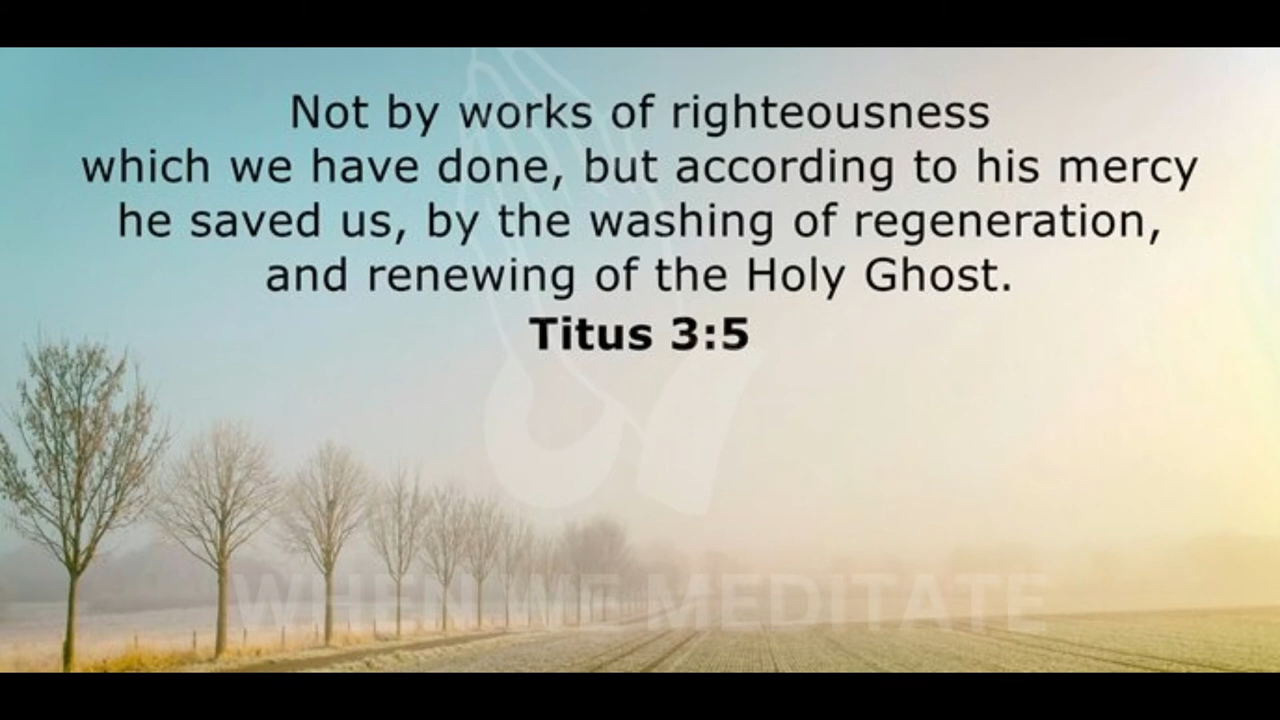 Not by works of righteousness
which we have done, but according to his mercy
he saved us, by the washing of regeneration,
and renewing of the Holy Ghost.
Titus 3:5
WHEN WE MEDITATE